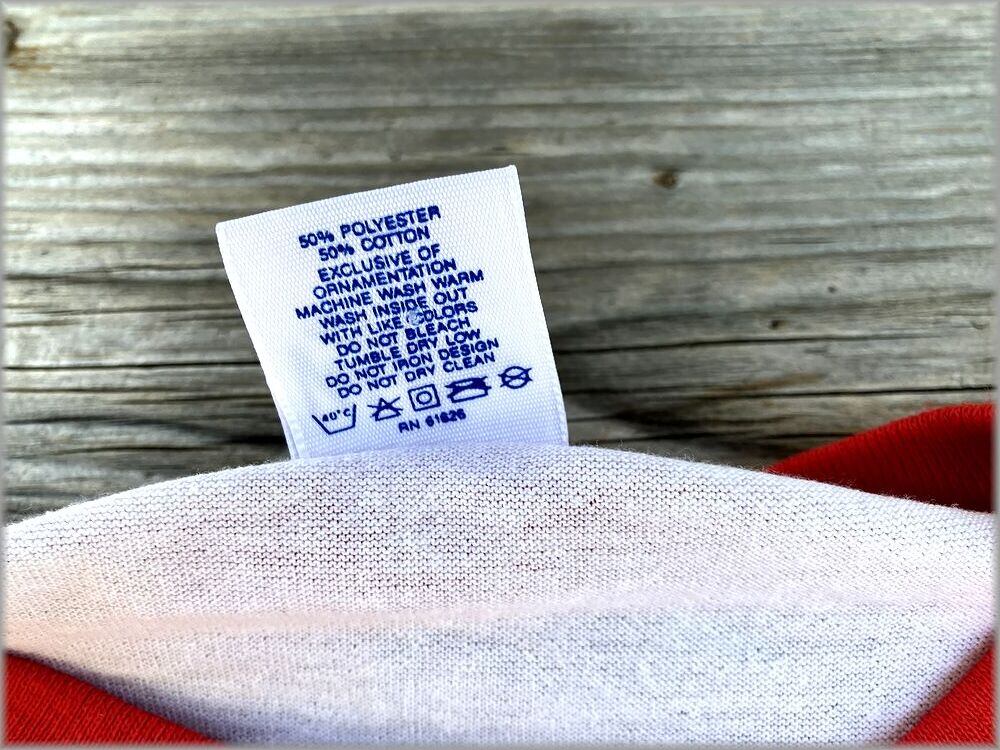 50% POLYESTER
50% COTTON
EXCLUSIVE OF
ORNAMENTATION
MACHINE WASH WARM
WASH INSIDE OUT
WITH LIKE COLORS
DO NOT BLEACH
TUMBLE DRY LOW
DO NOT IRON DESIGN
DO NOT DRY CLEAN
40°C
RN 61626